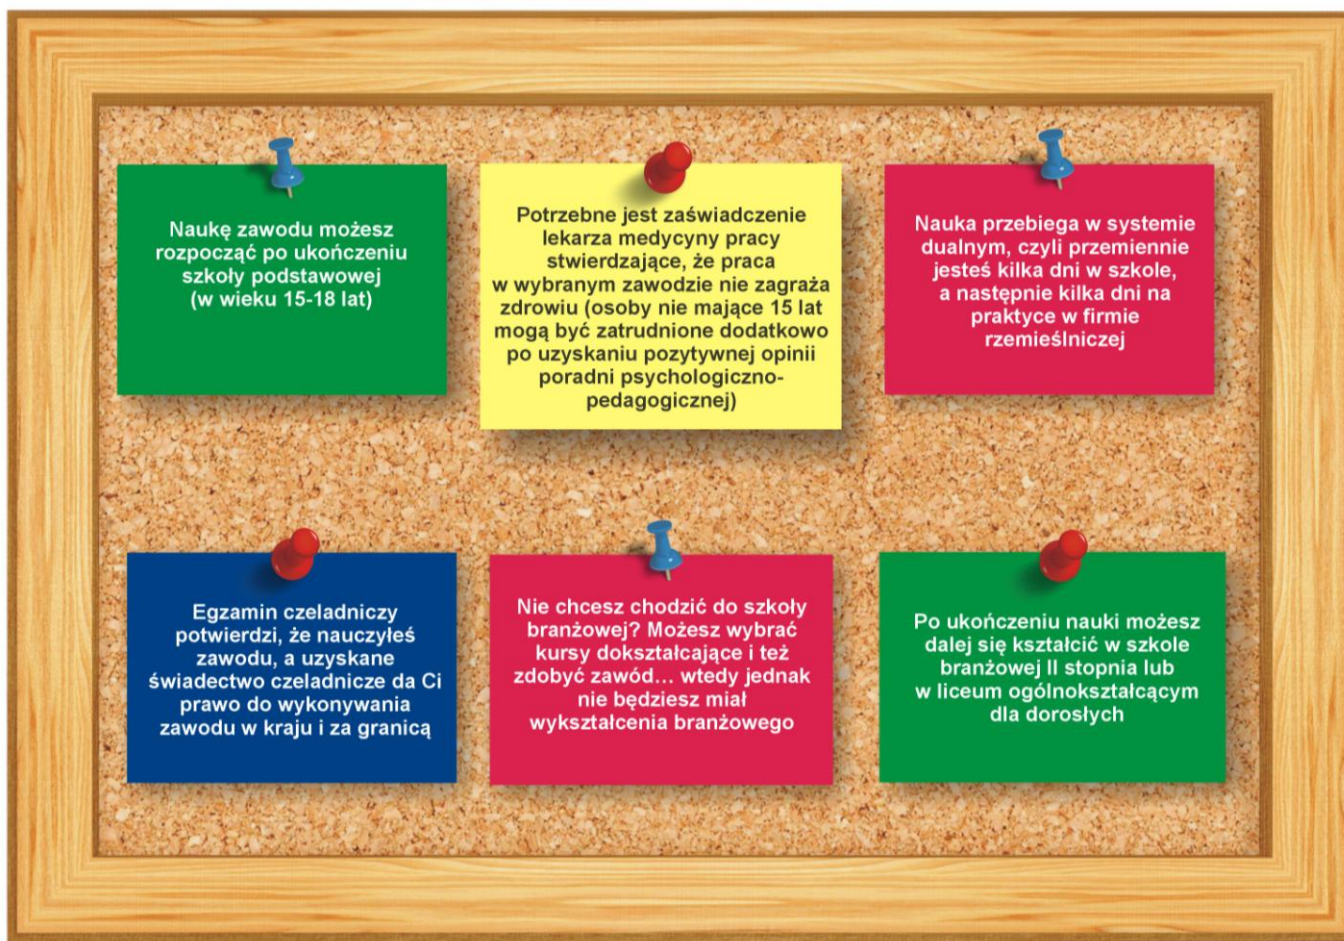 Naukę zawodu możesz
rozpocząć po ukończeniu
szkoły podstawowej
(w wieku 15-18 lat)
Potrzebne jest zaświadczenie
lekarza medycyny pracy
stwierdzające, że praca
w wybranym zawodzie nie zagraża
zdrowiu (osoby nie mające 15 lat
mogą być zatrudnione dodatkowo
po uzyskaniu pozytywnej opinii
poradni psychologiczno-
pedagogicznej)
Nauka przebiega w systemie
dualnym, czyli przemiennie
jesteś kilka dni w szkole,
a następnie kilka dni na
praktyce w firmie
rzemieślniczej
Egzamin czeladniczy
potwierdzi, że nauczyłeś
zawodu, a uzyskane
świadectwo czeladnicze da Ci
prawo do wykonywania
zawodu w kraju i za granicą
Nie chcesz chodzić do szkoły
branżowej? Możesz wybrać
kursy dokształcające i też
zdobyć zawód... wtedy jednak
nie będziesz miał
wykształcenia branżowego
Po ukończeniu nauki możesz
dalej się kształcić w szkole
branżowej II stopnia lub
w liceum ogólnokształcącym
dla dorosłych